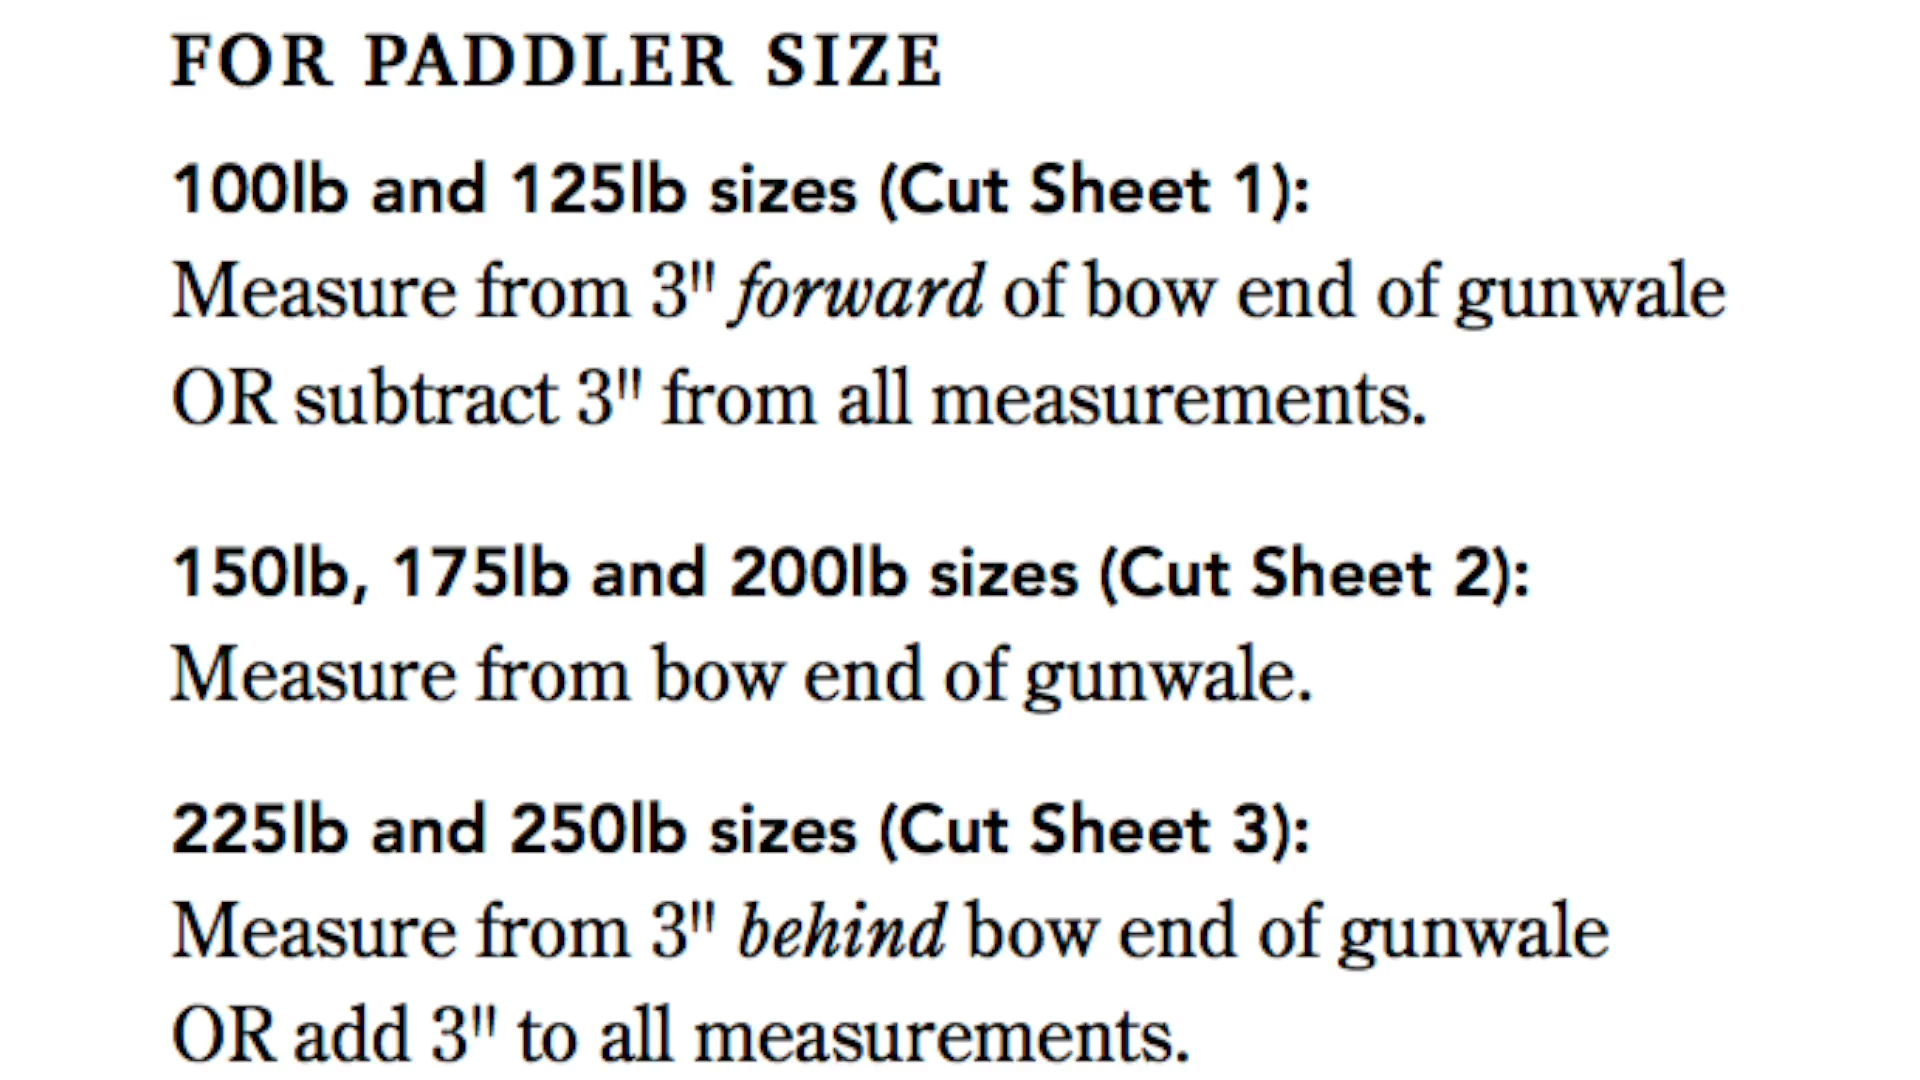 FOR PADDLER SIZE
100lb and 125lb sizes (Cut Sheet 1):
Measure from 3" forward of bow end of gunwale
OR subtract 3" from all measurements.
150lb, 175lb and 200lb sizes (Cut Sheet 2):
Measure from bow end of gunwale.
225lb and 250lb sizes (Cut Sheet 3):
Measure from 3" behind bow end of gunwale
OR add 3" to all measurements.